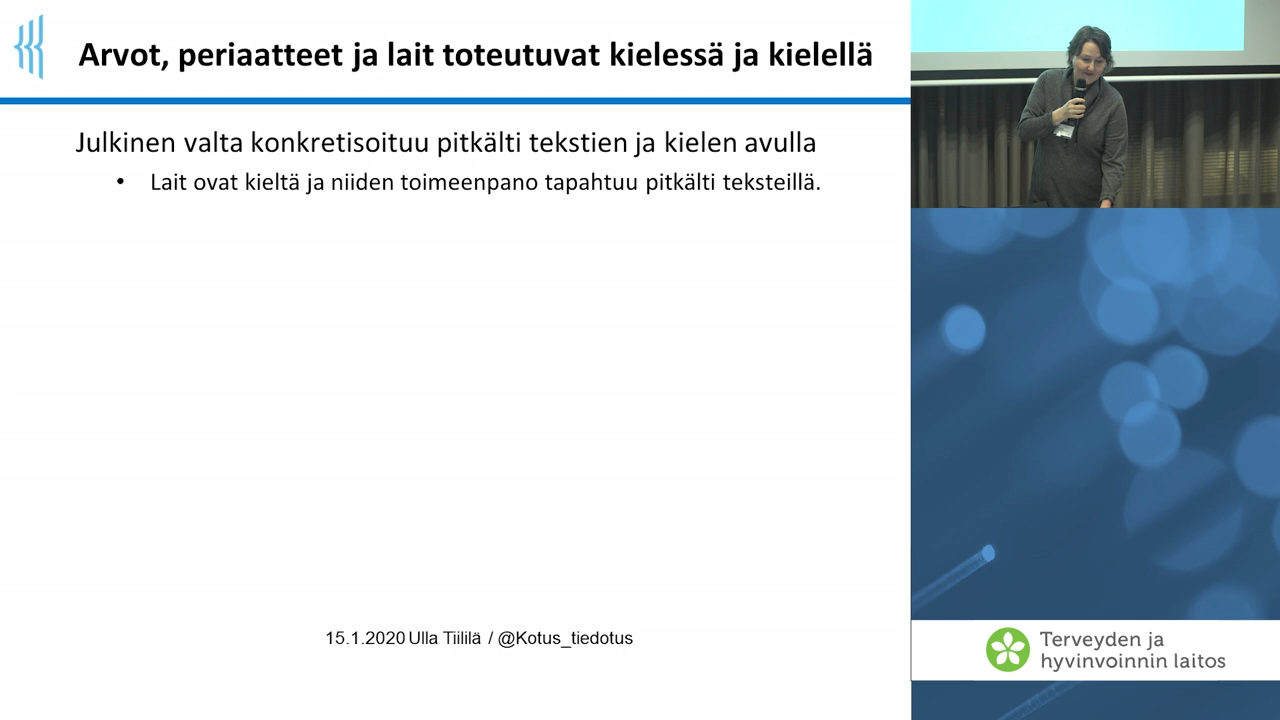 Arvot, periaatteet ja lait toteutuvat kielessä ja kielellä
Julkinen valta konkretisoituu pitkälti tekstien ja kielen avulla
• Lait ovat kieltä ja niiden toimeenpano tapahtuu pitkälti teksteillä.
15.1.2020 Ulla Tiililä / @Kotus_tiedotus
Terveyden ja
hyvinvoinnin laitos